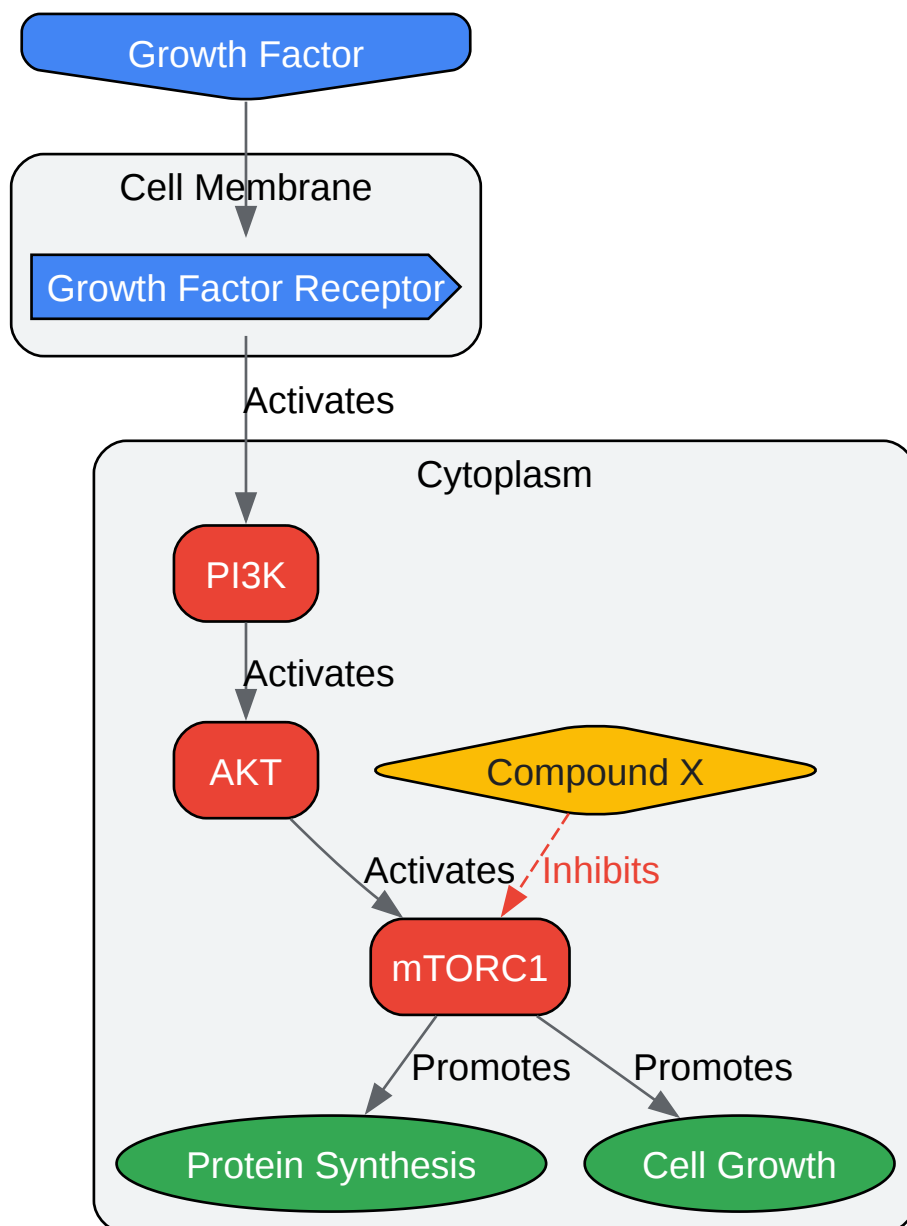 Growth Factor
Cell Membrane
Growth Factor Receptor
Activates
Cytoplasm
PI3K
Activates
AKT
Compound X
Activates
Inhibits
mTORC1
Promotes
Promotes
Protein Synthesis
Cell Growth